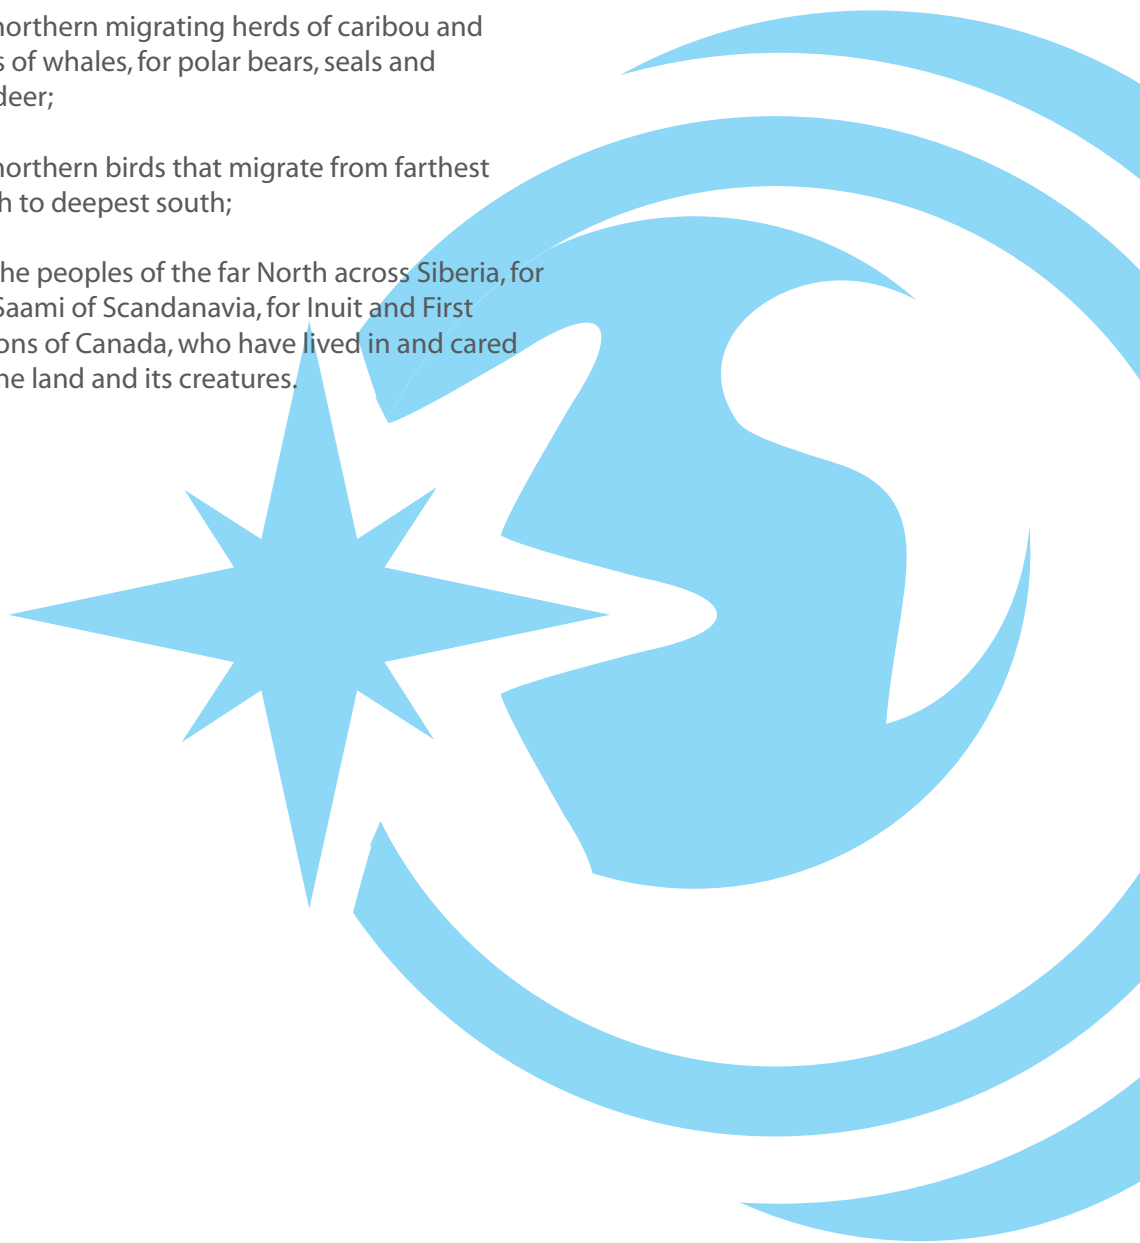 northern migrating herds of caribou and
s of whales, for polar bears, seals and
deer;
northern birds that migrate from farthest
h to deepest south;
he peoples of the far North across Siberia, for
Saami of Scandanavia, for Inuit and First
ons of Canada, who have lived in and cared
ne land and its creatures.